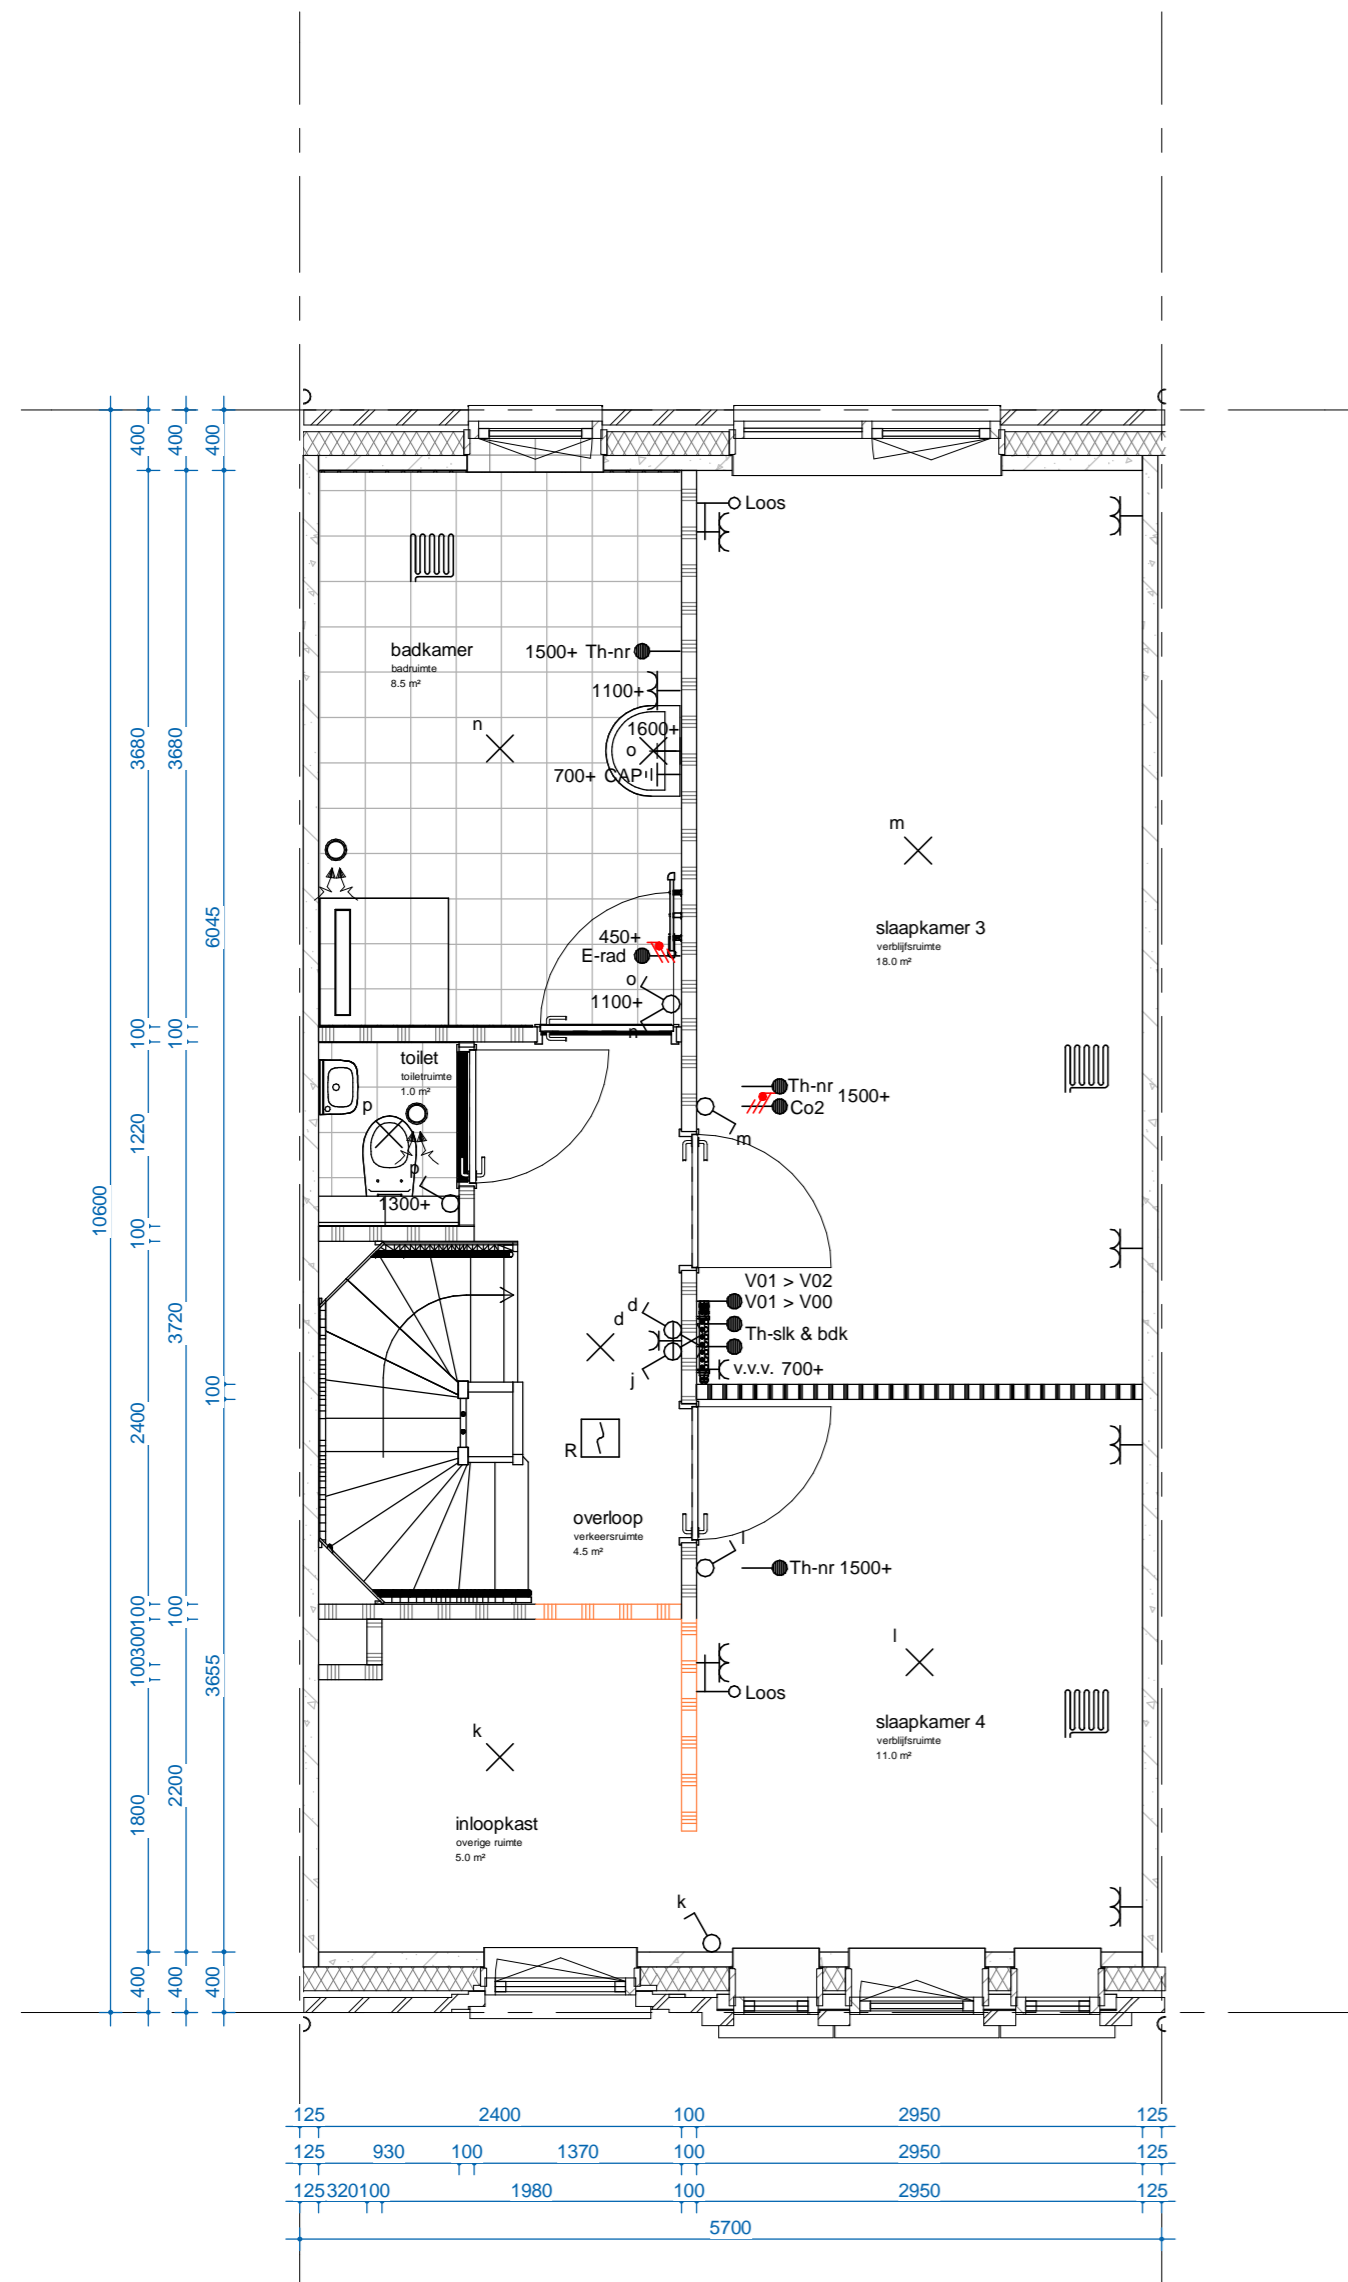 400
400
400
3680
3680
6045
100
100
1220
10600
100
3720
100
2400
100
100
300
100
3655
2200
1800
400
400
400
Loos
badkamer
badruimte
8.5 m²
1500+ Th-nr
1100+
n
1600+
o
700+ CAP
m
slaapkamer 3
verblijfsruimte
18.0 m²
450+
E-rad
o
1100+
n
toilet
toiletruimte
1.0 m²
p
p
1300+
Th-nr
1500+
Co2
m
V01 > V02
V01 > V00
Th-slk & bdk
v.v.v. 700+
d
d
j
R
overloop
verkeersruimte
4.5 m²
l
Th-nr 1500+
l
Loos
slaapkamer 4
verblijfsruimte
11.0 m²
k
inloopkast
overige ruimte
5.0 m²
k
125 2400 100 2950 125
125 930 100 1370 100 2950 125
125 320 100 1980 100 2950 125
5700